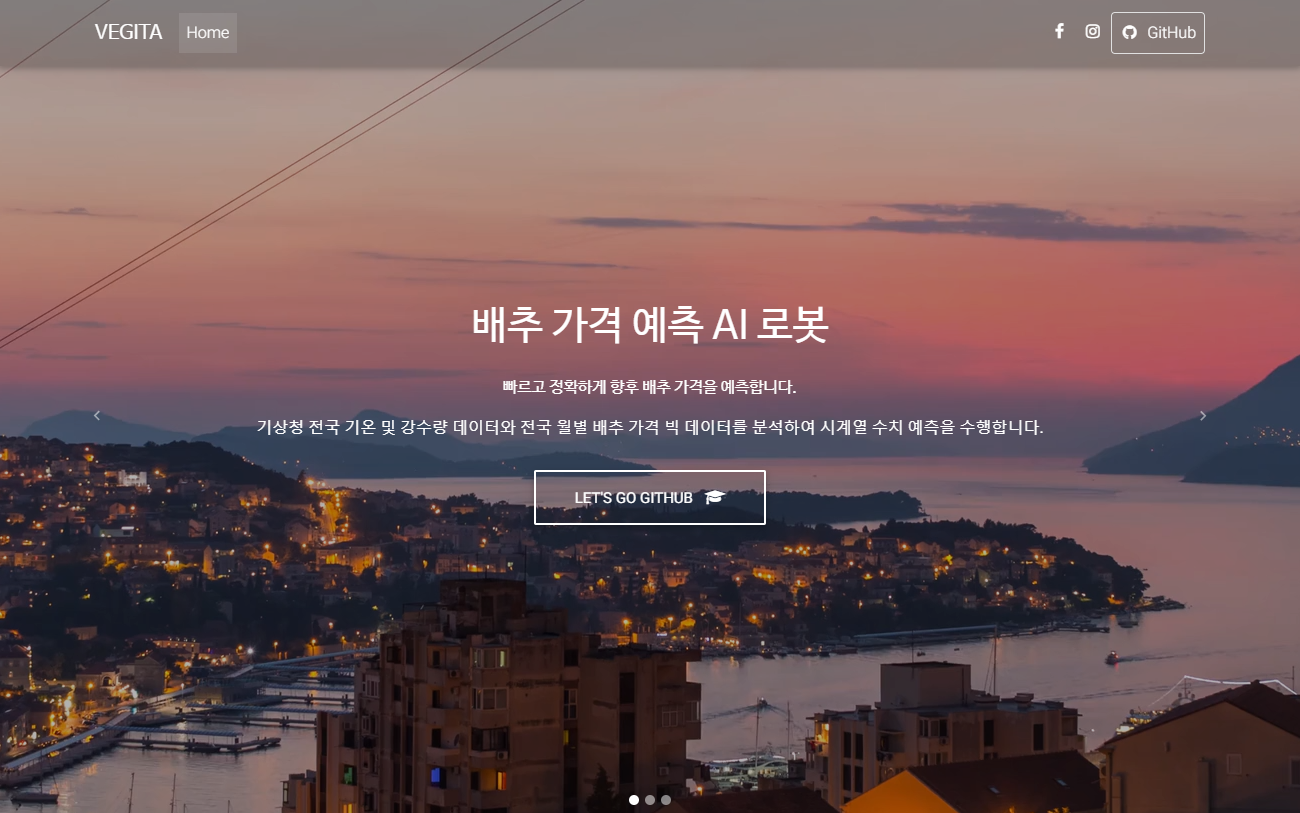 VEGITA Home GitHub
배추 가격 예측 AI 로봇
빠르고 정확하게 향후 배추 가격을 예측합니다.
기상청 전국 기온 및 강수량 데이터와 전국 월별 배추 가격 빅 데이터를 분석하여 시계열 수치 예측을 수행합니다.
LET'S GO GITHUB